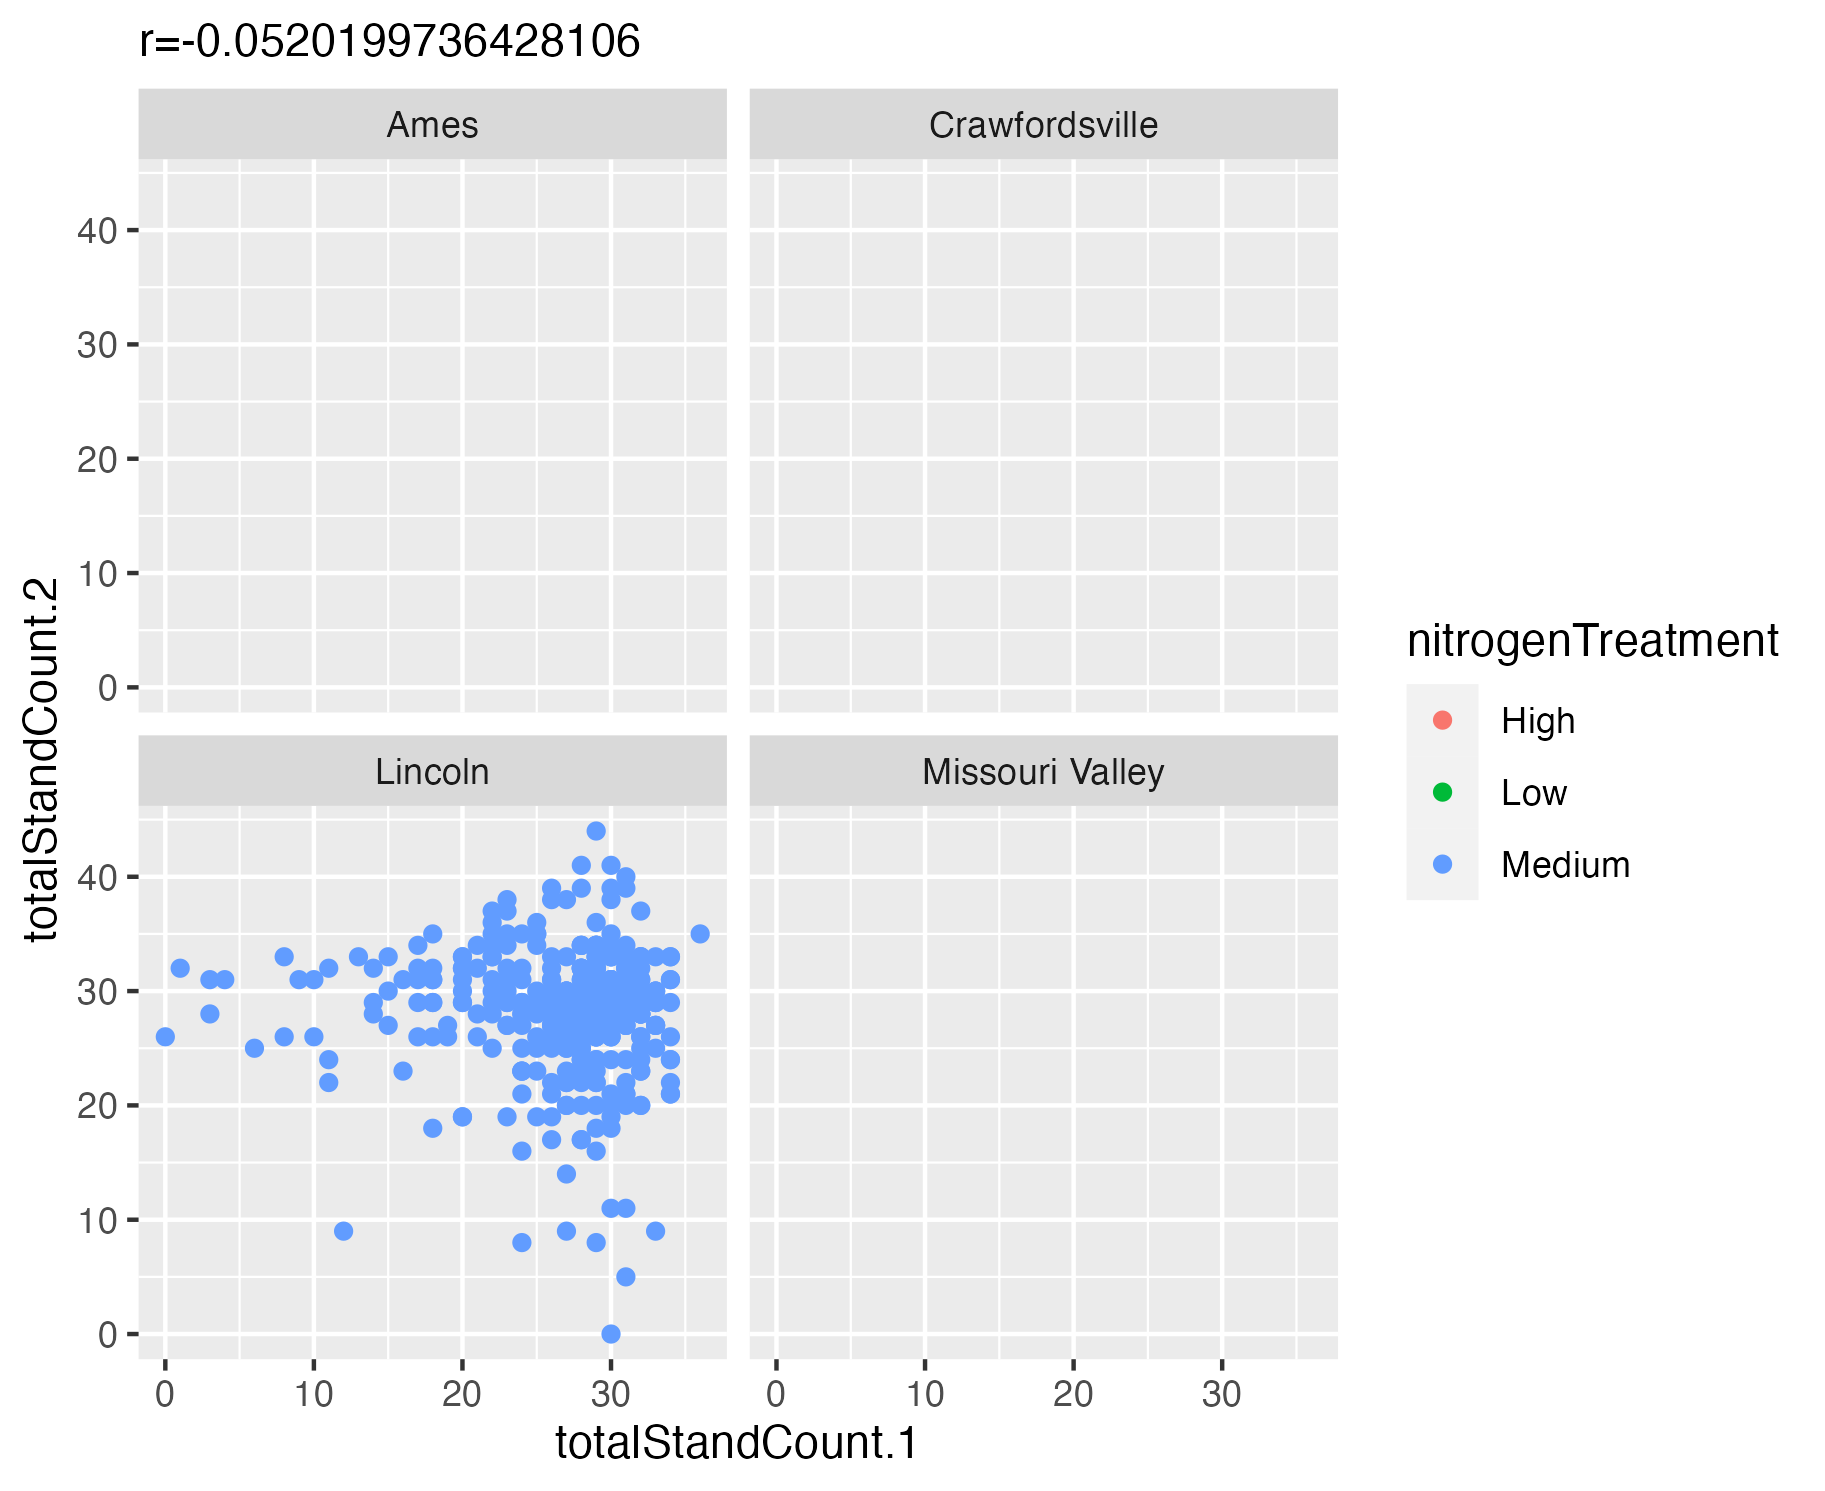 r=-0.0520199736428106
Ames
Crawfordsville
40
30
20
10
0
totalStandCount.2
Lincoln
Missouri Valley
40
30
20
10
0
0 10 20 30
0 10 20 30
totalStandCount.1
nitrogenTreatment
High
Low
Medium